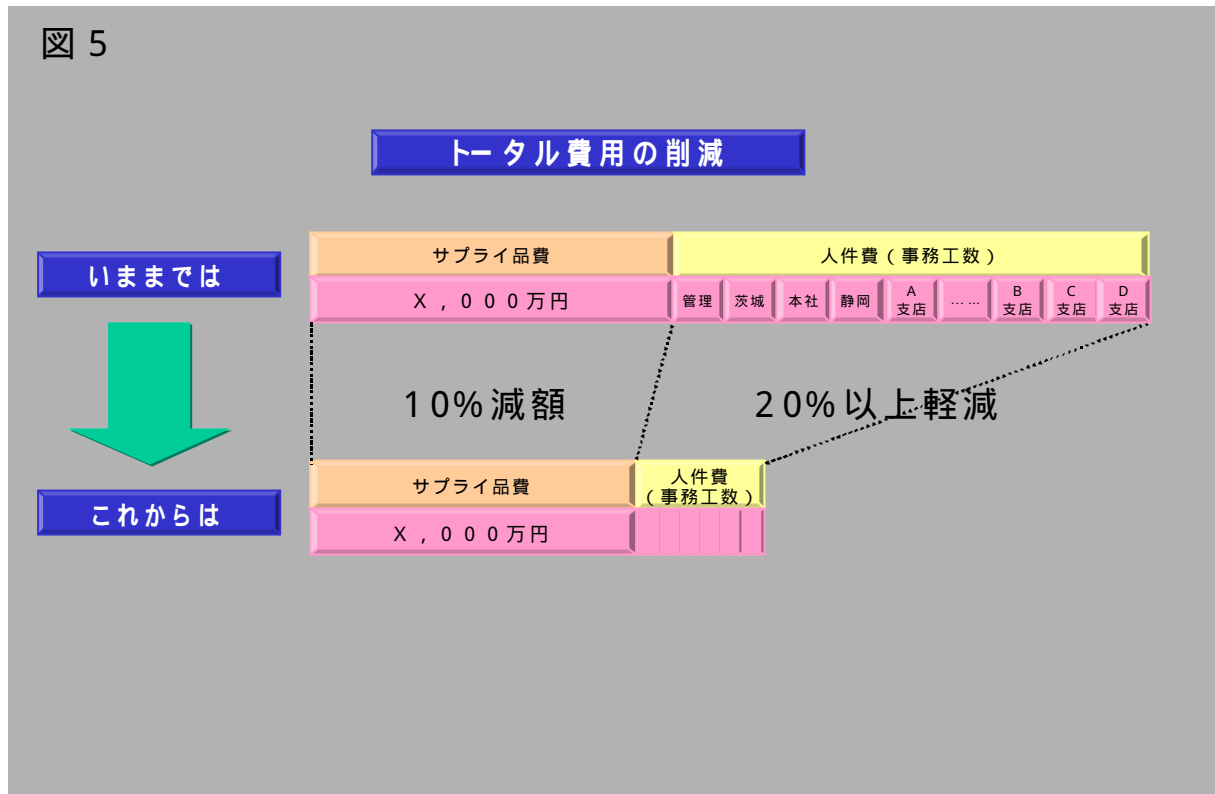 図5
トータル費用の削減
いままでは
サプライ品費
人件費(事務工数)
X,000万円
管理
茨城
本社
静岡
A
支店
……
B
支店
C
支店
D
支店
10%減額
20%以上軽減
これからは
サプライ品費
人件費
(事務工数)
X,000万円